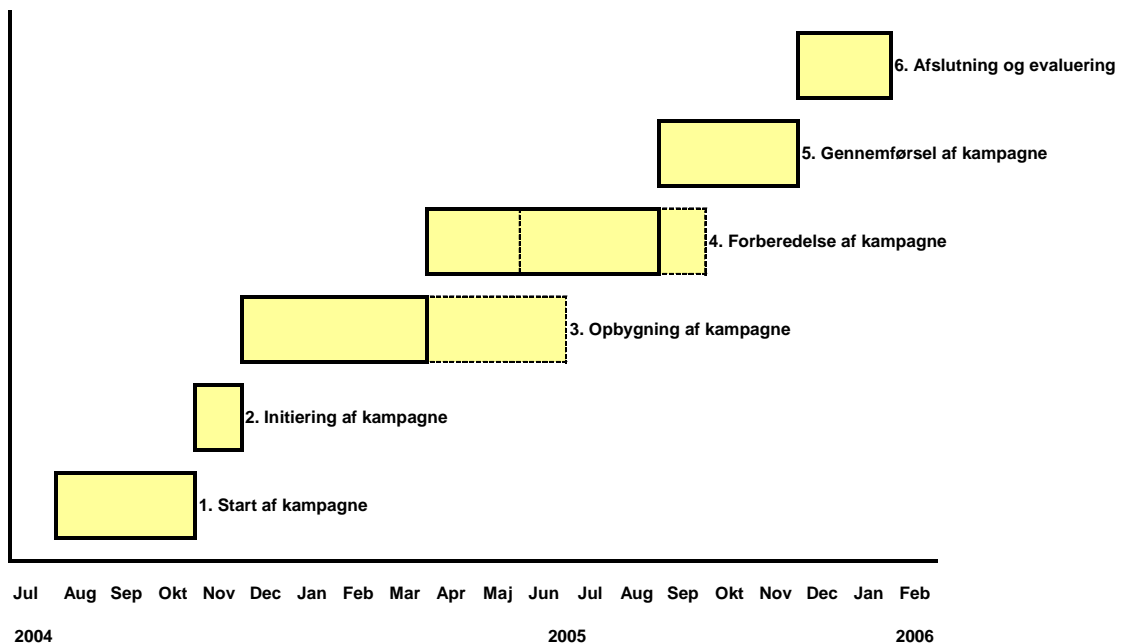 6. Afslutning og evaluering
5. Gennemførsel af kampagne
4. Forberedelse af kampagne
3. Opbygning af kampagne
2. Initiering af kampagne
1. Start af kampagne
Jul Aug Sep Okt Nov Dec Jan Feb Mar Apr Maj Jun Jul Aug Sep Okt Nov Dec Jan Feb
2004 2005 2006